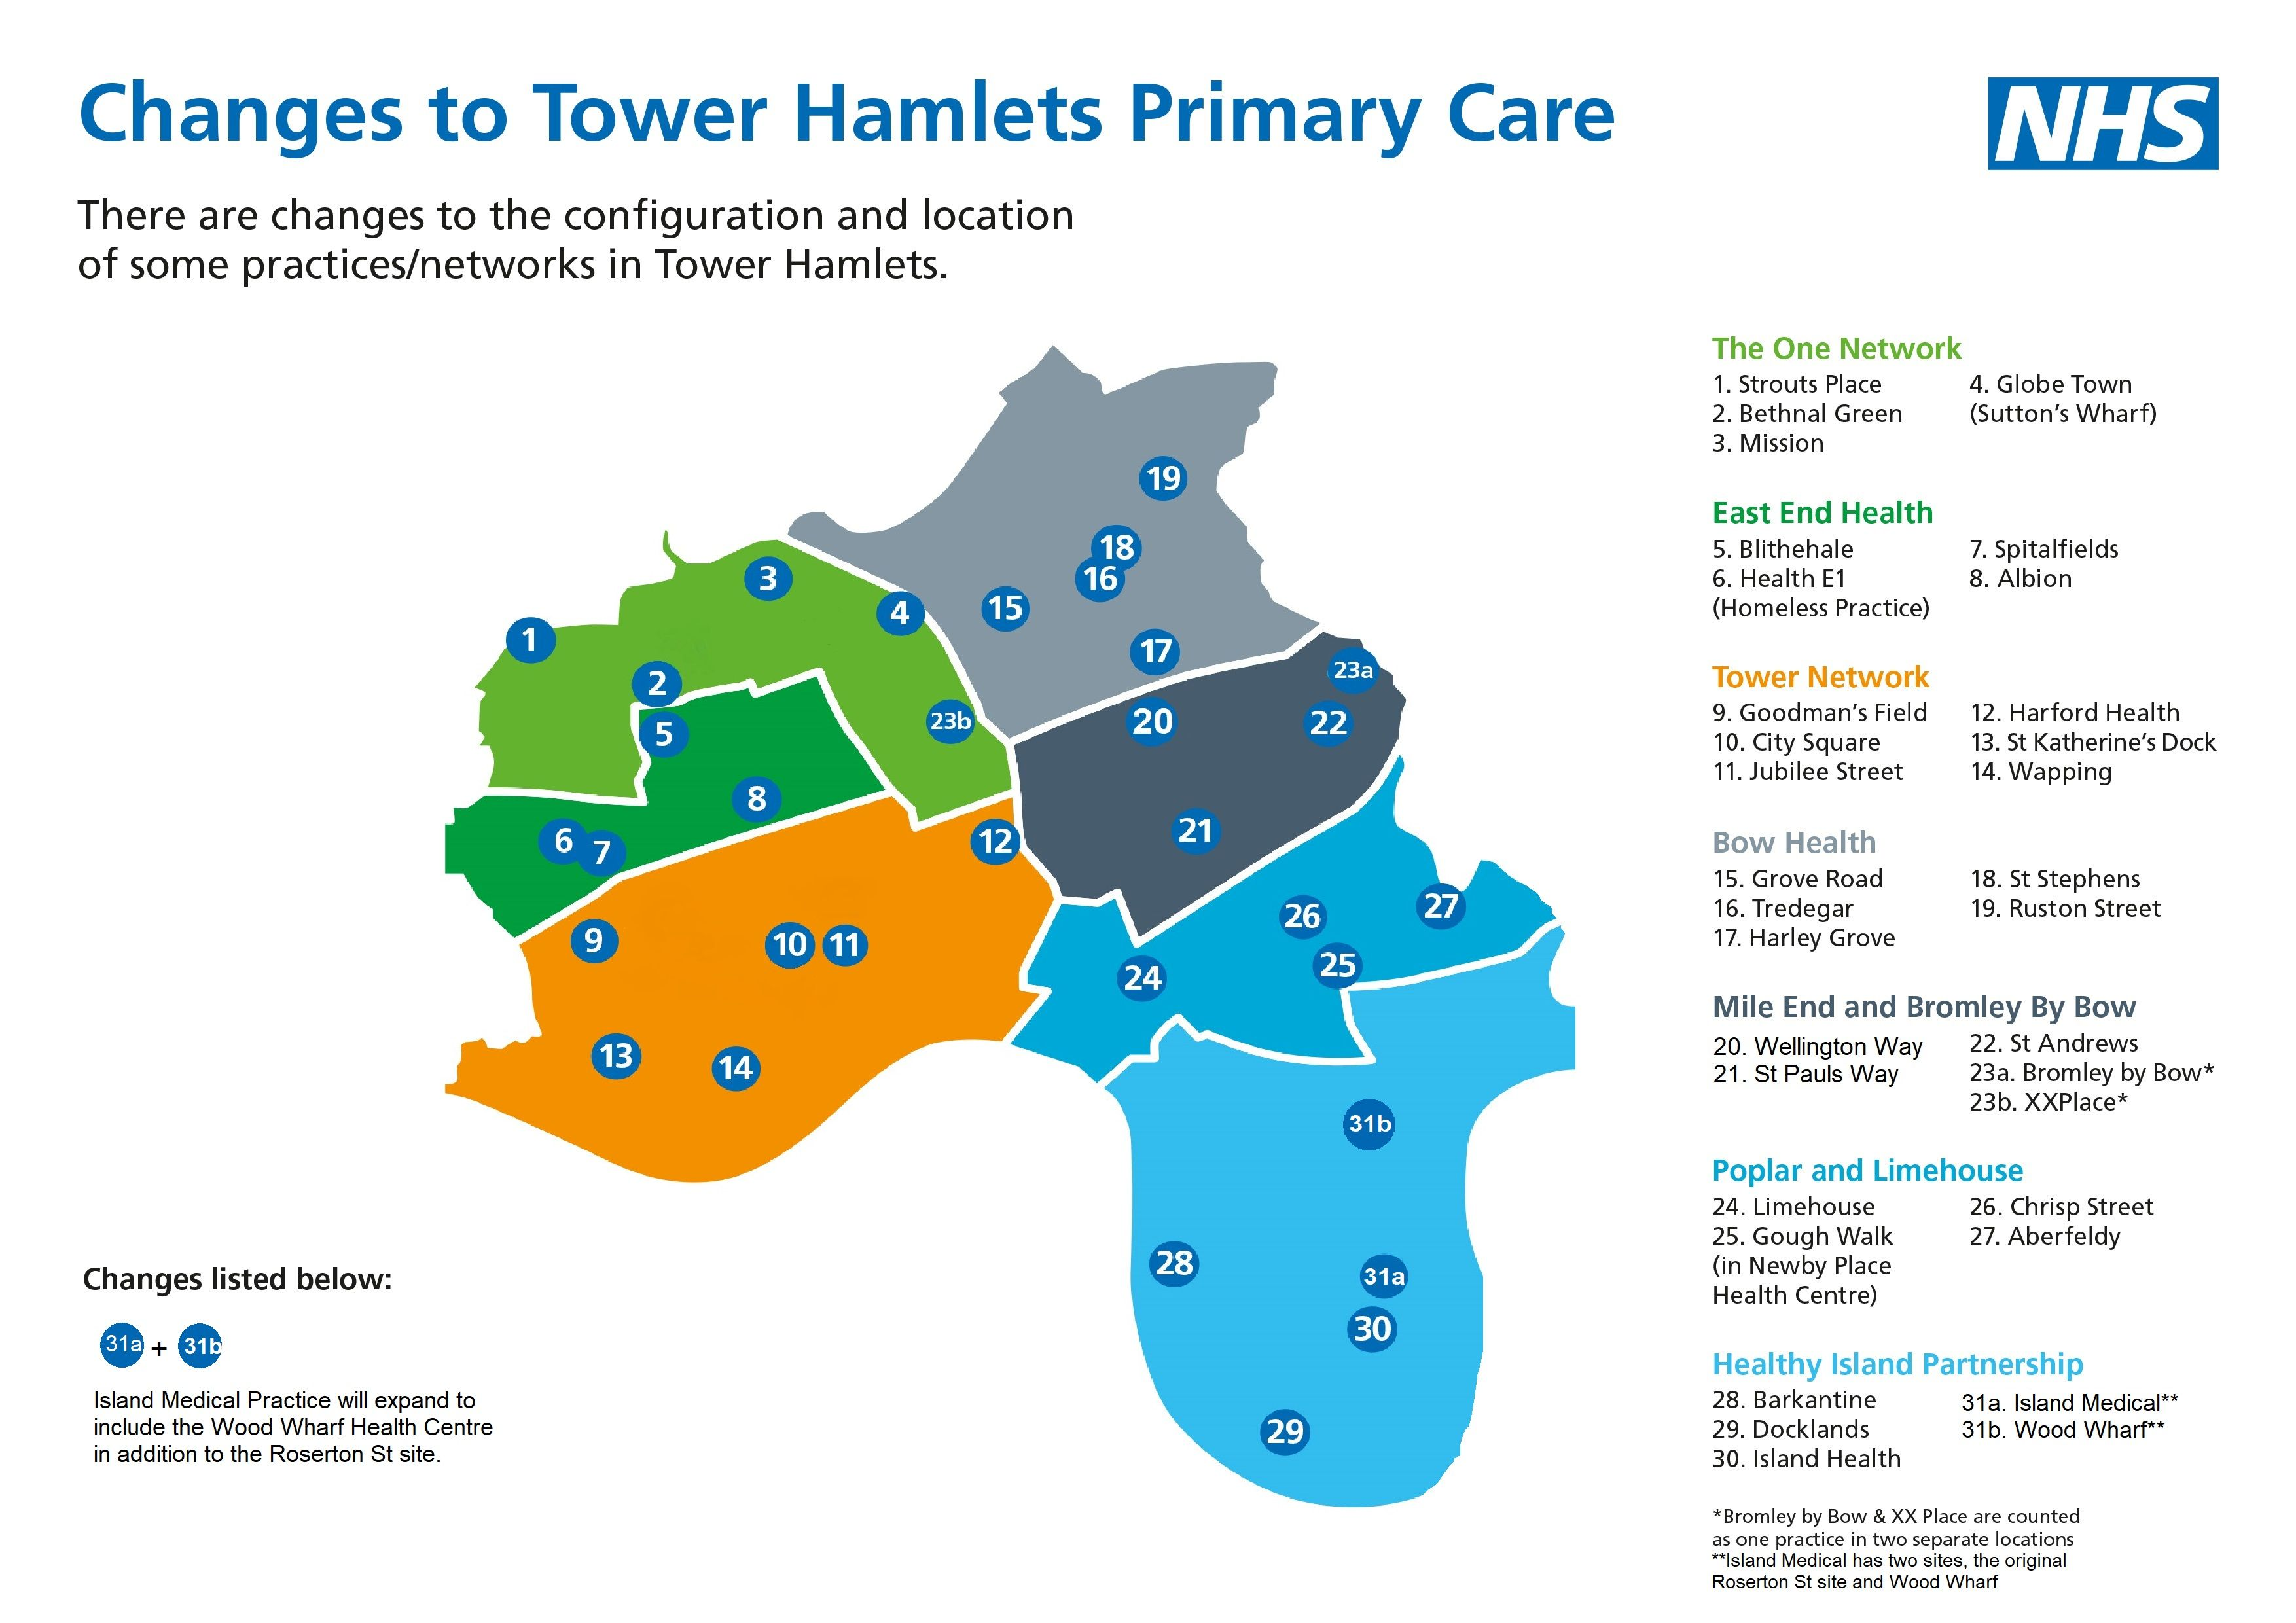 Changes to Tower Hamlets Primary Care
NHS
There are changes to the configuration and location
of some practices/networks in Tower Hamlets.
19
18
16
3
15
4
1
17
23a
2
20
22
23b
5
8
21
12
6
7
26
27
9
10
11
25
24
13
14
31b
28
31a
30
29
Changes listed below:
31a + 31b
Island Medical Practice will expand to
include the Wood Wharf Health Centre
in addition to the Roserton St site.
The One Network
1. Strouts Place
2. Bethnal Green
3. Mission
4. Globe Town
(Sutton's Wharf)
East End Health
5. Blithehale
6. Health E1
(Homeless Practice)
7. Spitalfields
8. Albion
Tower Network
9. Goodman's Field
10. City Square
11. Jubilee Street
12. Harford Health
13. St Katherine's Dock
14. Wapping
Bow Health
15. Grove Road
16. Tredegar
17. Harley Grove
18. St Stephens
19. Ruston Street
Mile End and Bromley By Bow
20. Wellington Way
21. St Pauls Way
22. St Andrews
23a. Bromley by Bow*
23b. XXPlace*
Poplar and Limehouse
24. Limehouse
25. Gough Walk
(in Newby Place
Health Centre)
26. Chrisp Street
27. Aberfeldy
Healthy Island Partnership
28. Barkantine
29. Docklands
30. Island Health
31a. Island Medical**
31b. Wood Wharf**
*Bromley by Bow & XX Place are counted
as one practice in two separate locations
**Island Medical has two sites, the original
Roserton St site and Wood Wharf